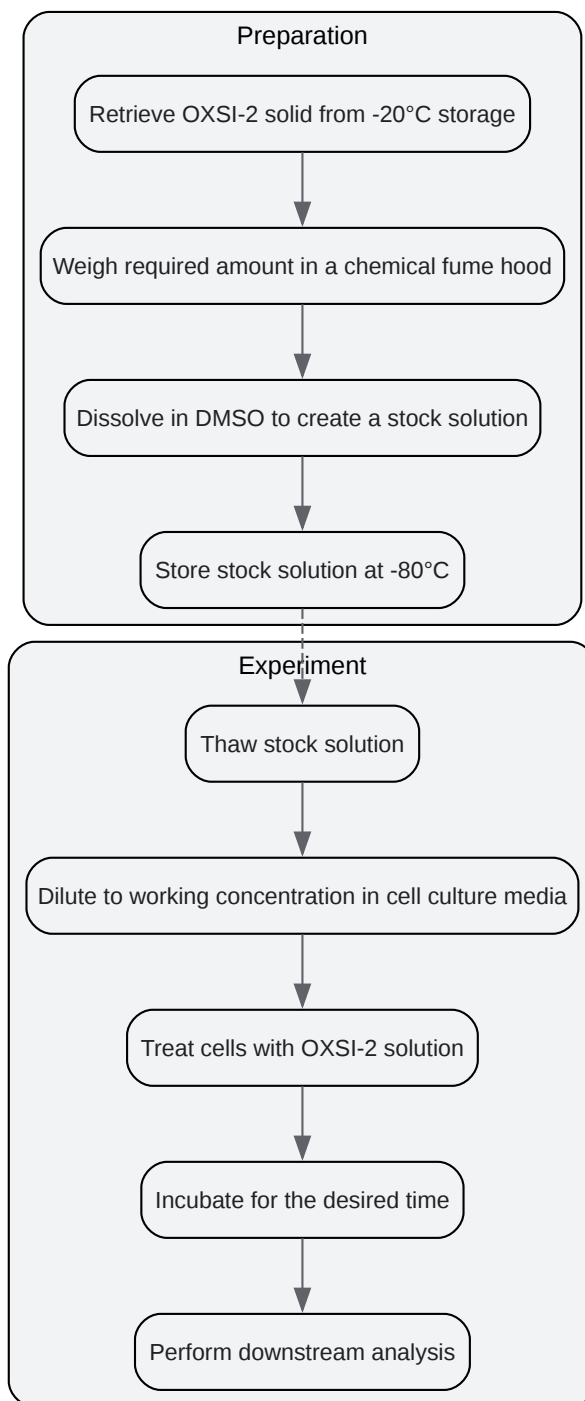 Preparation
Retrieve OXSI-2 solid from -20°C storage
Weigh required amount in a chemical fume hood
Dissolve in DMSO to create a stock solution
Store stock solution at -80°C
Experiment
Thaw stock solution
Dilute to working concentration in cell culture media
Treat cells with OXSI-2 solution
Incubate for the desired time
Perform downstream analysis